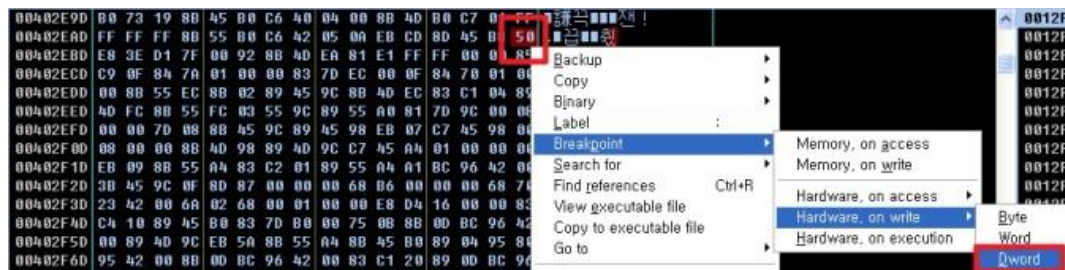 00402E9D B0 73 19 8B 45 B0 C6 40 04 00 8B 4D B0 C7 01 FF
00402EAD FF FF FF 8B 55 B0 C6 42 05 0A EB CD 8D 45 50
00402EBD E8 3E D1 7F 00 92 8B 4D EA 81 E1 FF FF 00 00 85
00402ECD C9 0F 84 7A 01 00 00 83 7D EC 00 0F 84 70 01 00
00402EDD 00 8B 55 EC 8B 02 89 45 9C 8B 4D EC 83 C1 04 89
00402EED 4D FC 8B 55 FC 03 55 9C 89 55 A0 81 7D 9C 00 08
00402EFD 00 00 7D 08 8B 45 9C 89 45 98 EB 07 C7 45 98 00
00402F0D 08 00 00 8B 4D 98 89 4D 9C C7 45 A4 01 00 00 00
00402F1D EB 09 8B 55 A4 83 C2 01 89 55 A4 A1 BC 96 42 00
00402F2D 3B 45 9C 0F 8D 87 00 00 00 68 B6 00 00 00 68
00402F3D 23 42 00 6A 02 68 00 01 00 00 E8 D4 16 00 00 83
00402F4D C4 10 89 45 B0 83 7D B0 00 75 0B 8B 0D BC 96 42
00402F5D 00 89 4D 9C EB 5A 8B 55 A4 8B 45 B0 89 04 95
00402F6D 95 42 00 8B 0D BC 96 42 00 83 C1 20 89 0D BC 96
Backup
Copy
Binary
Label :
Breakpoint
Search for
Find references Ctrl+R
View executable file
Copy to executable file
Go to
Memory, on access
Memory, on write
Hardware, on access
Hardware, on write
Hardware, on execution
Byte
Word
Dword